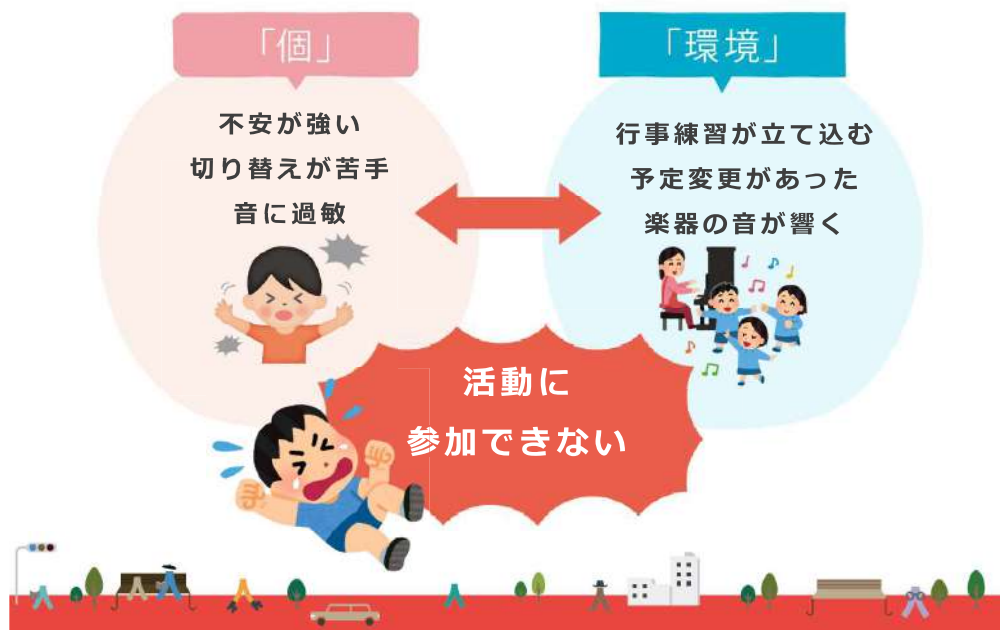 「個」
不安が強い
切り替えが苦手
音に過敏
「環境」
行事練習が立て込む
予定変更があった
楽器の音が響く
活動に
参加できない